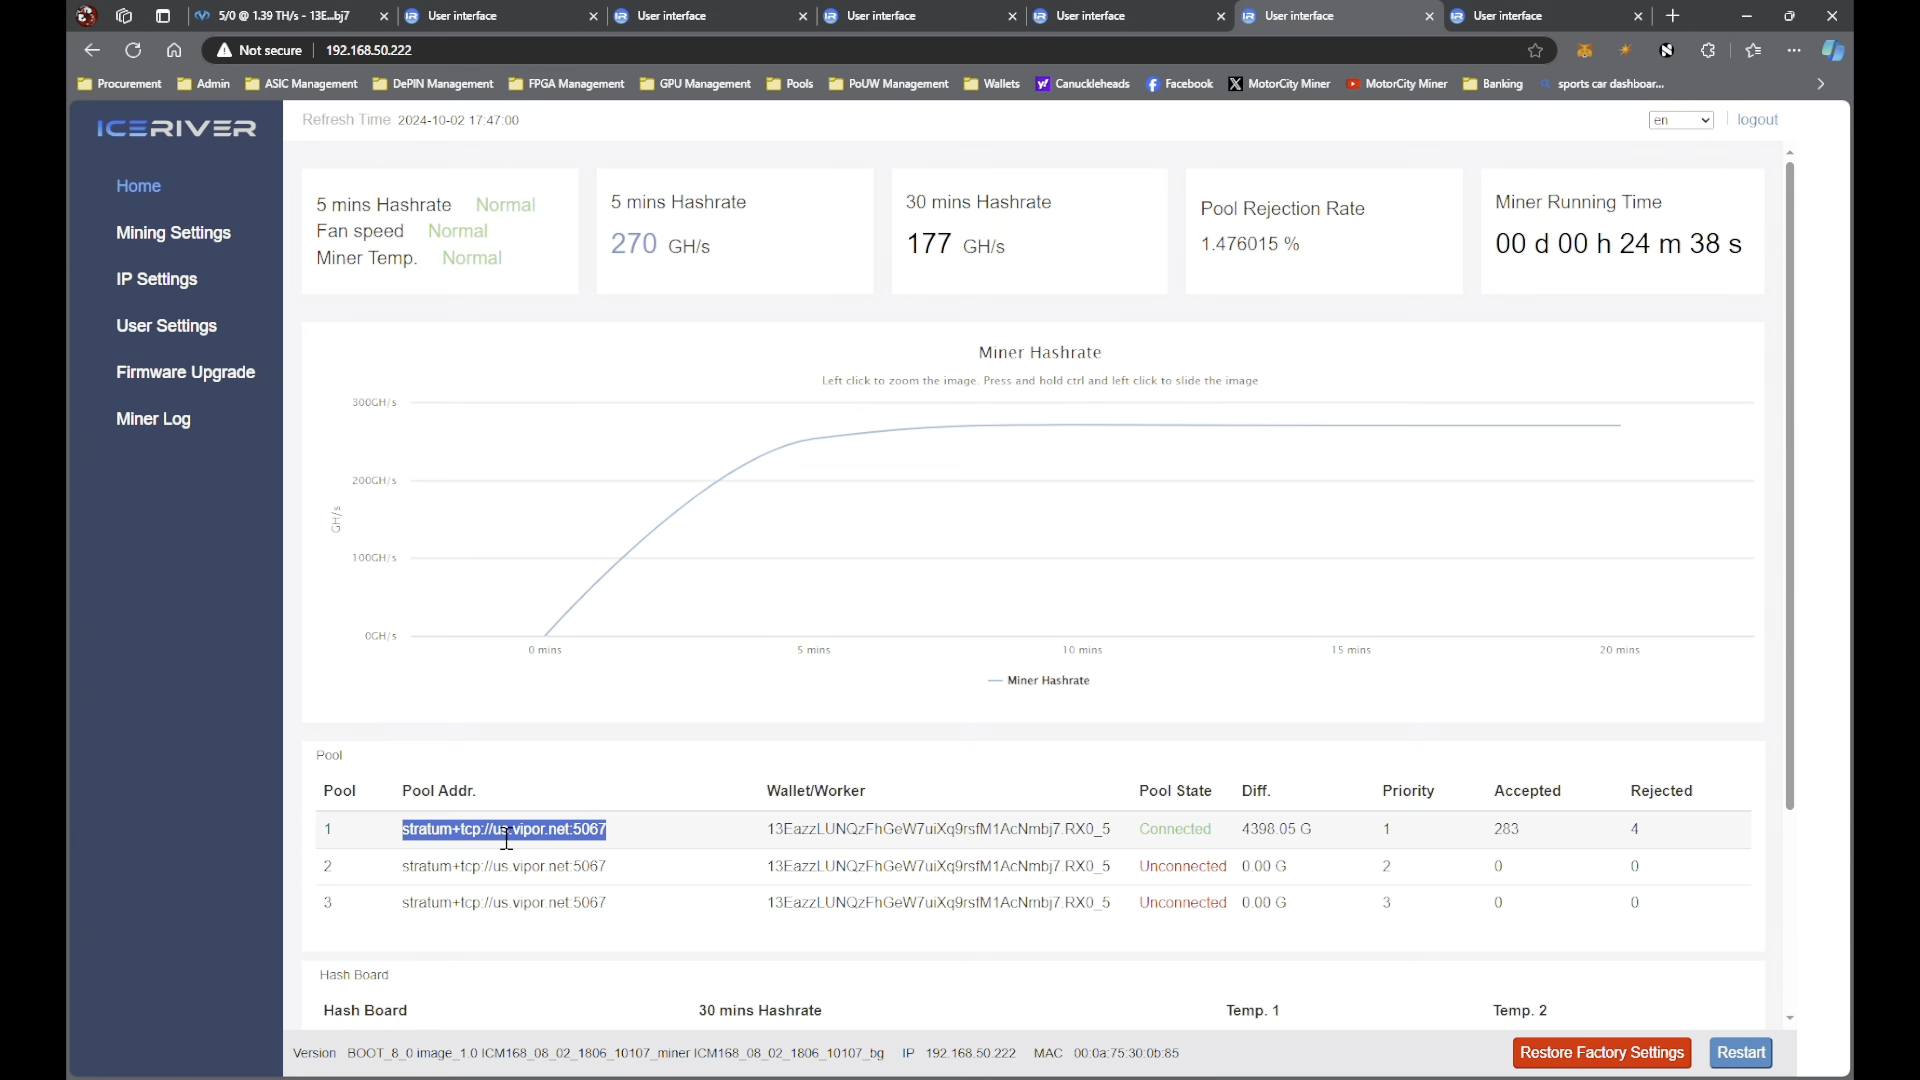 5/0 @ 1.39 TH/s - 13E...bj7
User interface
User interface
User interface
User interface
User interface
User interface
Not secure
192.168.50.222
Procurement
Admin
ASIC Management
DePIN Management
FPGA Management
GPU Management
Pools
PoUW Management
Wallets
Canuckleheads
Facebook
MotorCity Miner
MotorCity Miner
Banking
sports car dashboar...
ICERIVER
Refresh Time 2024-10-02 17:47:00
en
logout
Home
Mining Settings
IP Settings
User Settings
Firmware Upgrade
Miner Log
5 mins Hashrate Normal
Fan speed Normal
Miner Temp. Normal
5 mins Hashrate
270 GH/s
30 mins Hashrate
177 GH/s
Pool Rejection Rate
1.476015 %
Miner Running Time
00 d 00 h 24 m 38 s
Miner Hashrate
Left click to zoom the image. Press and hold ctrl and left click to slide the image
300GH/s
200GH/s
GH/s
100GH/s
0GH/s
0 mins 5 mins 10 mins 15 mins 20 mins
Miner Hashrate
Pool
Pool Pool Addr. Wallet/Worker Pool State Diff. Priority Accepted Rejected
1 stratum+tcp://us.vipor.net:5067 13EazzLUNQzFhGeW7uiXq9rsfM1AcNmbj7.RX0_5 Connected 4398.05 G 1 283 4
2 stratum+tcp://us.vipor.net:5067 13EazzLUNQzFhGeW7uiXq9rsfM1AcNmbj7.RX0_5 Unconnected 0.00 G 2 0 0
3 stratum+tcp://us.vipor.net:5067 13EazzLUNQzFhGeW7uiXq9rsfM1AcNmbj7.RX0_5 Unconnected 0.00 G 3 0 0
Hash Board
Hash Board 30 mins Hashrate Temp. 1 Temp. 2
Version BOOT_8_0 image_1.0 ICM168_08_02_1806_10107_miner ICM168_08_02_1806_10107_bg IP 192.168.50.222 MAC 00:0a:75:30:0b:85
Restore Factory Settings
Restart